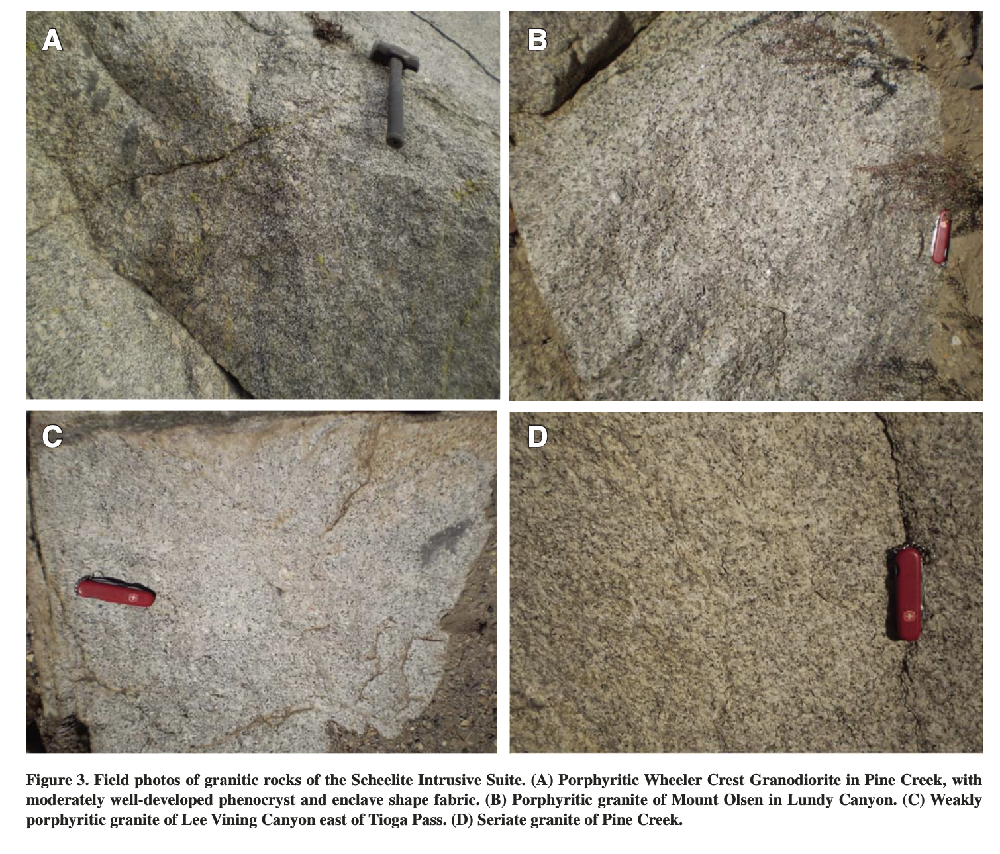 A
B
C
D
Figure 3. Field photos of granitic rocks of the Scheelite Intrusive Suite. (A) Porphyritic Wheeler Crest Granodiorite in Pine Creek, with
moderately well-developed phenocryst and enclave shape fabric. (B) Porphyritic granite of Mount Olsen in Lundy Canyon. (C) Weakly
porphyritic granite of Lee Vining Canyon east of Tioga Pass. (D) Seriate granite of Pine Creek.